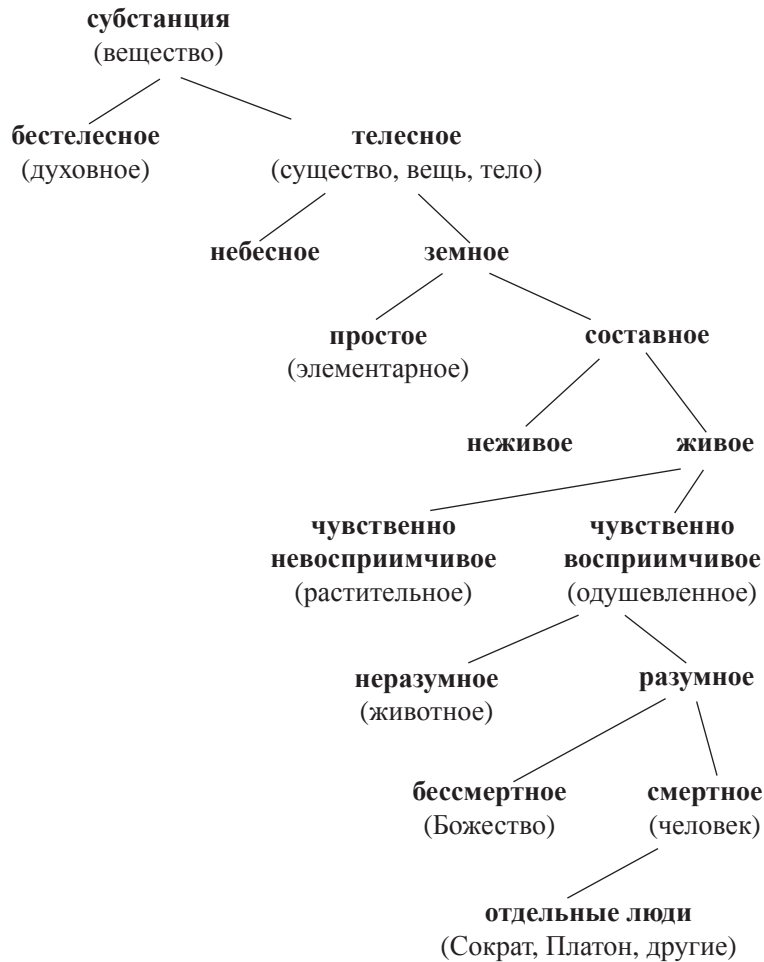 субстанция
(вещество)
бестелесное
(духовное)
телесное
(существо, вещь, тело)
небесное
земное
простое
(элементарное)
составное
неживое
живое
чувственно
невосприимчивое
(растительное)
чувственно
восприимчивое
(одушевленное)
неразумное
(животное)
разумное
бессмертное
(Божество)
смертное
(человек)
отдельные люди
(Сократ, Платон, другие)